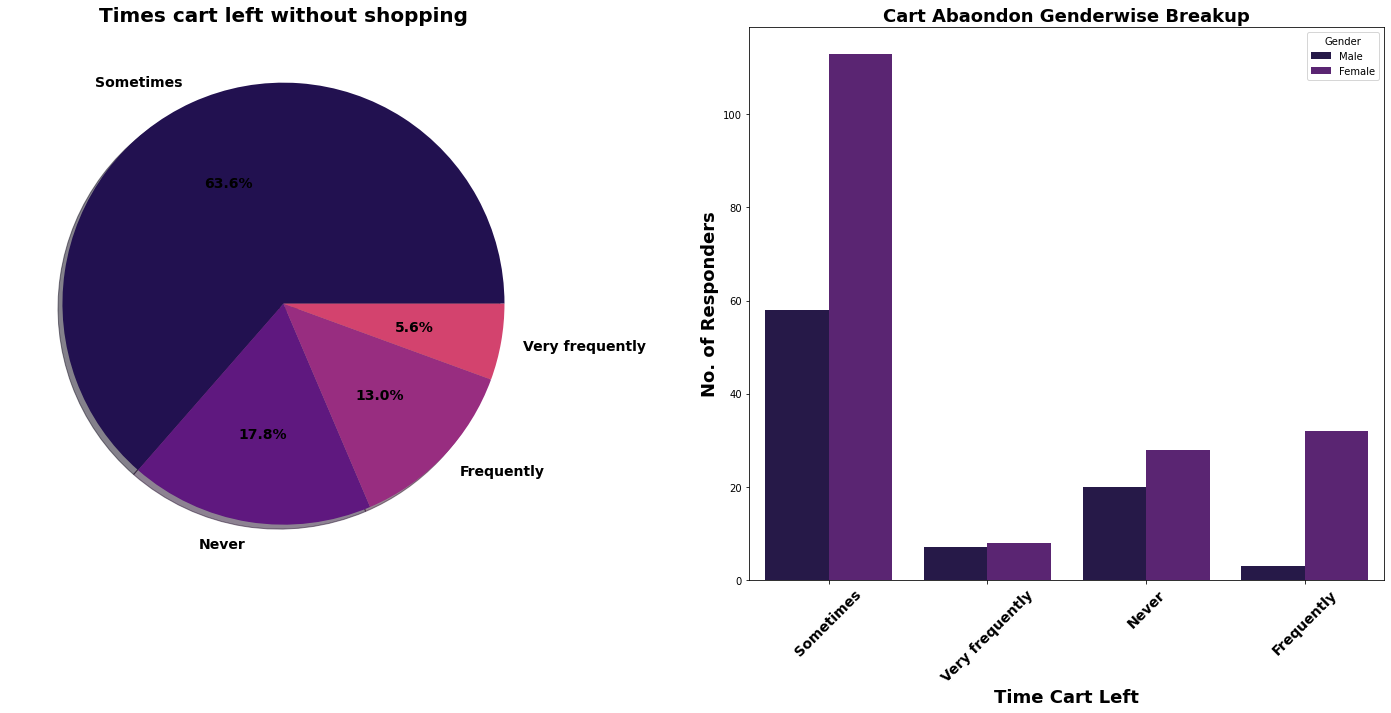 Times cart left without shopping
Sometimes
63.6%
5.6%
Very frequently
13.0%
17.8%
Frequently
Never
Cart Abaondon Genderwise Breakup
Gender
Male
Female
No. of Responders
100
80
60
40
20
0
Sometimes
Very frequently
Never
Frequently
Time Cart Left